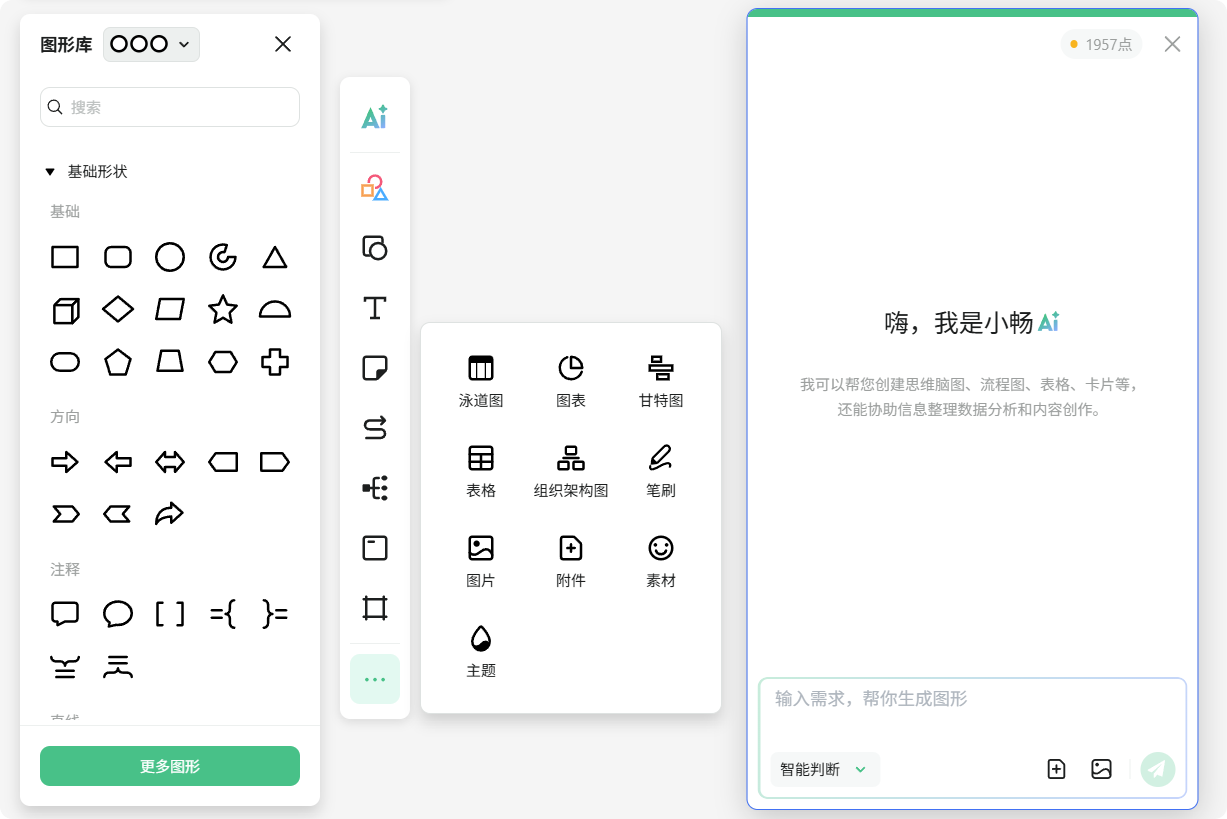 图形库
搜索
基础形状
基础
方向
注释
直线
更多图形
Ai
泳道图
图表
甘特图
表格
组织架构图
笔刷
图片
附件
素材
主题
1957点
嗨，我是小畅Ai
我可以帮您创建思维脑图、流程图、表格、卡片等，
还能协助信息整理数据分析和内容创作。
输入需求，帮你生成图形
智能判断